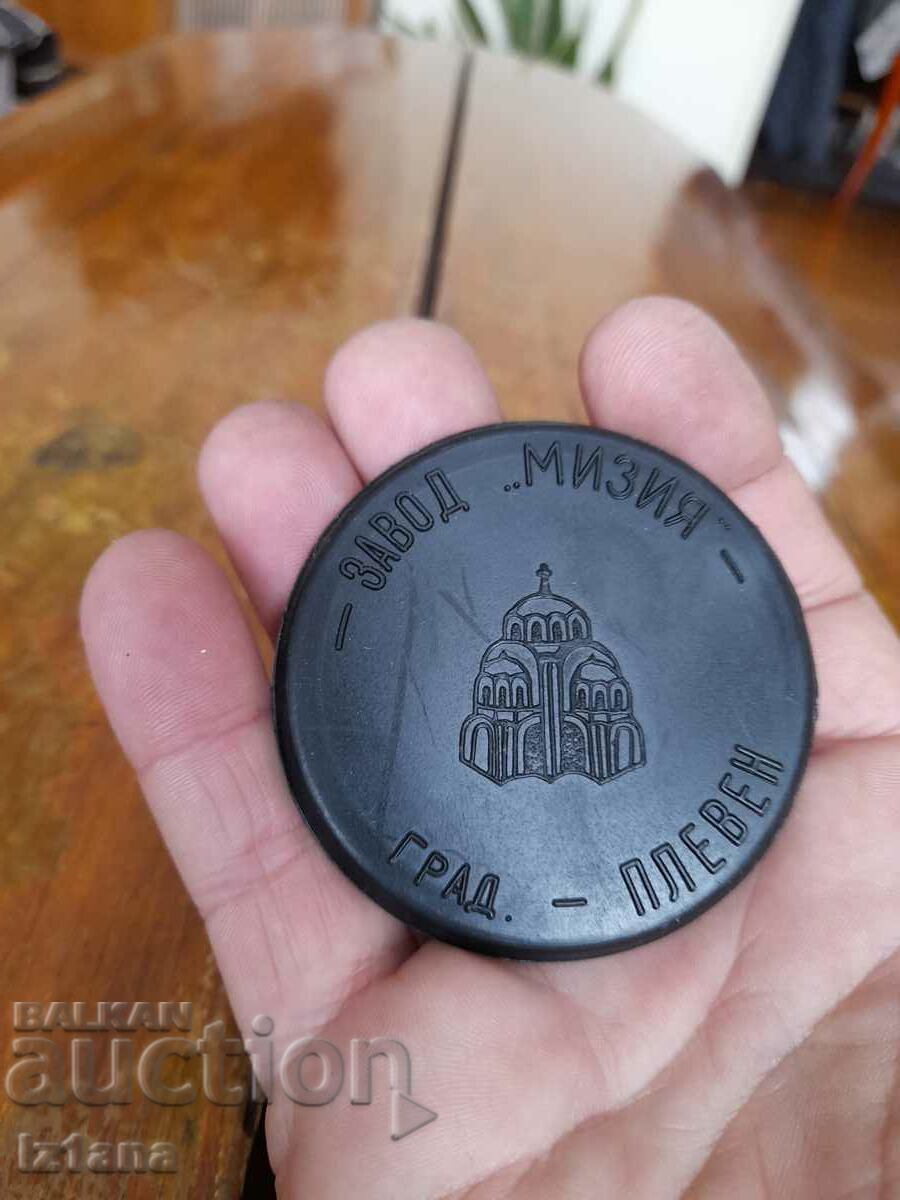 – ЗАВОД „МИЗИЯ” –
ГРАД. – ПЛЕВЕН
BALKAN
auction
Iz1ana